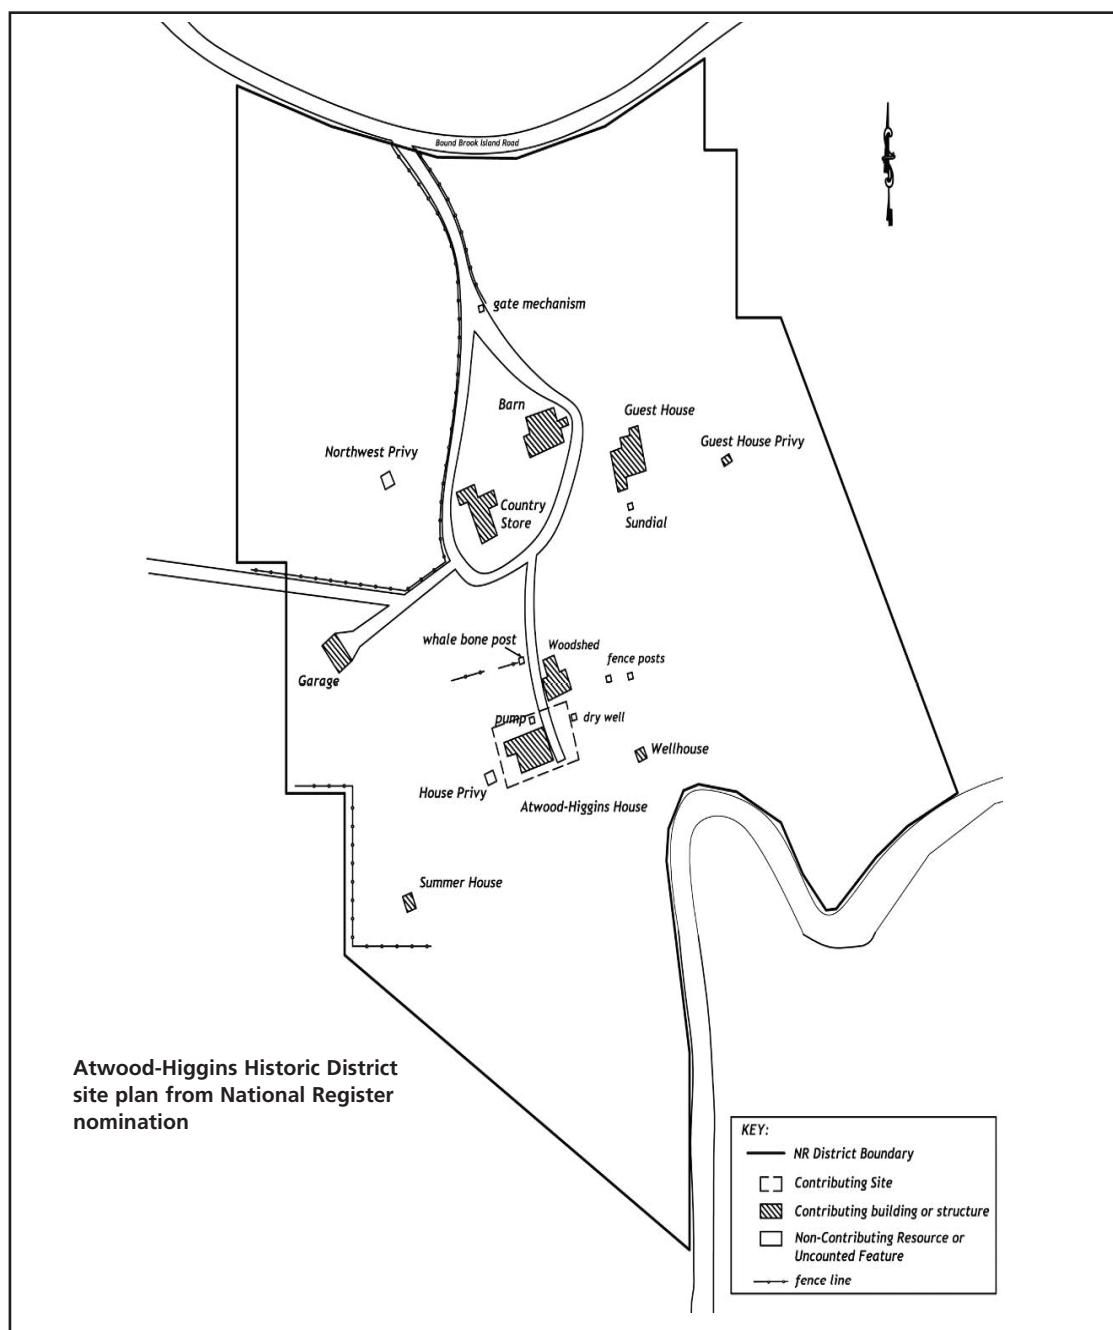 Bound Brook Island Road
gate mechanism
Barn
Guest House
Northwest Privy
Guest House Privy
Country
Store
Sundial
whale bone post
Woodshed
fence posts
Garage
pump
dry well
Wellhouse
House Privy
Atwood-Higgins House
Summer House
Atwood-Higgins Historic District
site plan from National Register
nomination
KEY:
NR District Boundary
Contributing Site
Contributing building or structure
Non-Contributing Resource or
Uncounted Feature
fence line